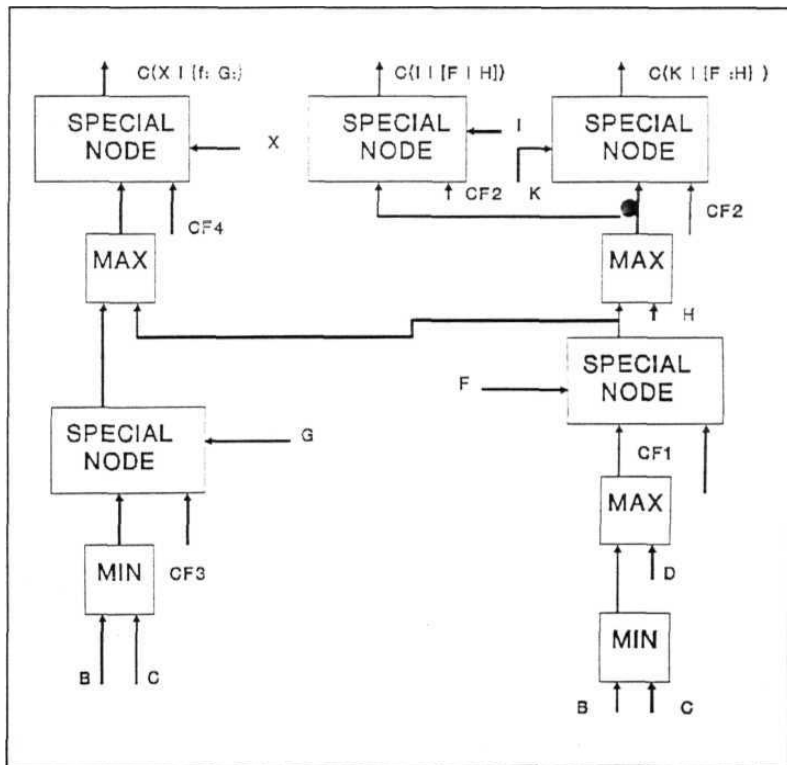 C(X | {f: G:)
C(I | [F | H])
C(K | {F :H} )
SPECIAL
NODE
SPECIAL
NODE
SPECIAL
NODE
X
I
K
CF4
CF2
CF2
MAX
MAX
H
SPECIAL
NODE
F
SPECIAL
NODE
G
CF1
MAX
MIN
CF3
D
MIN
B
C
B
C